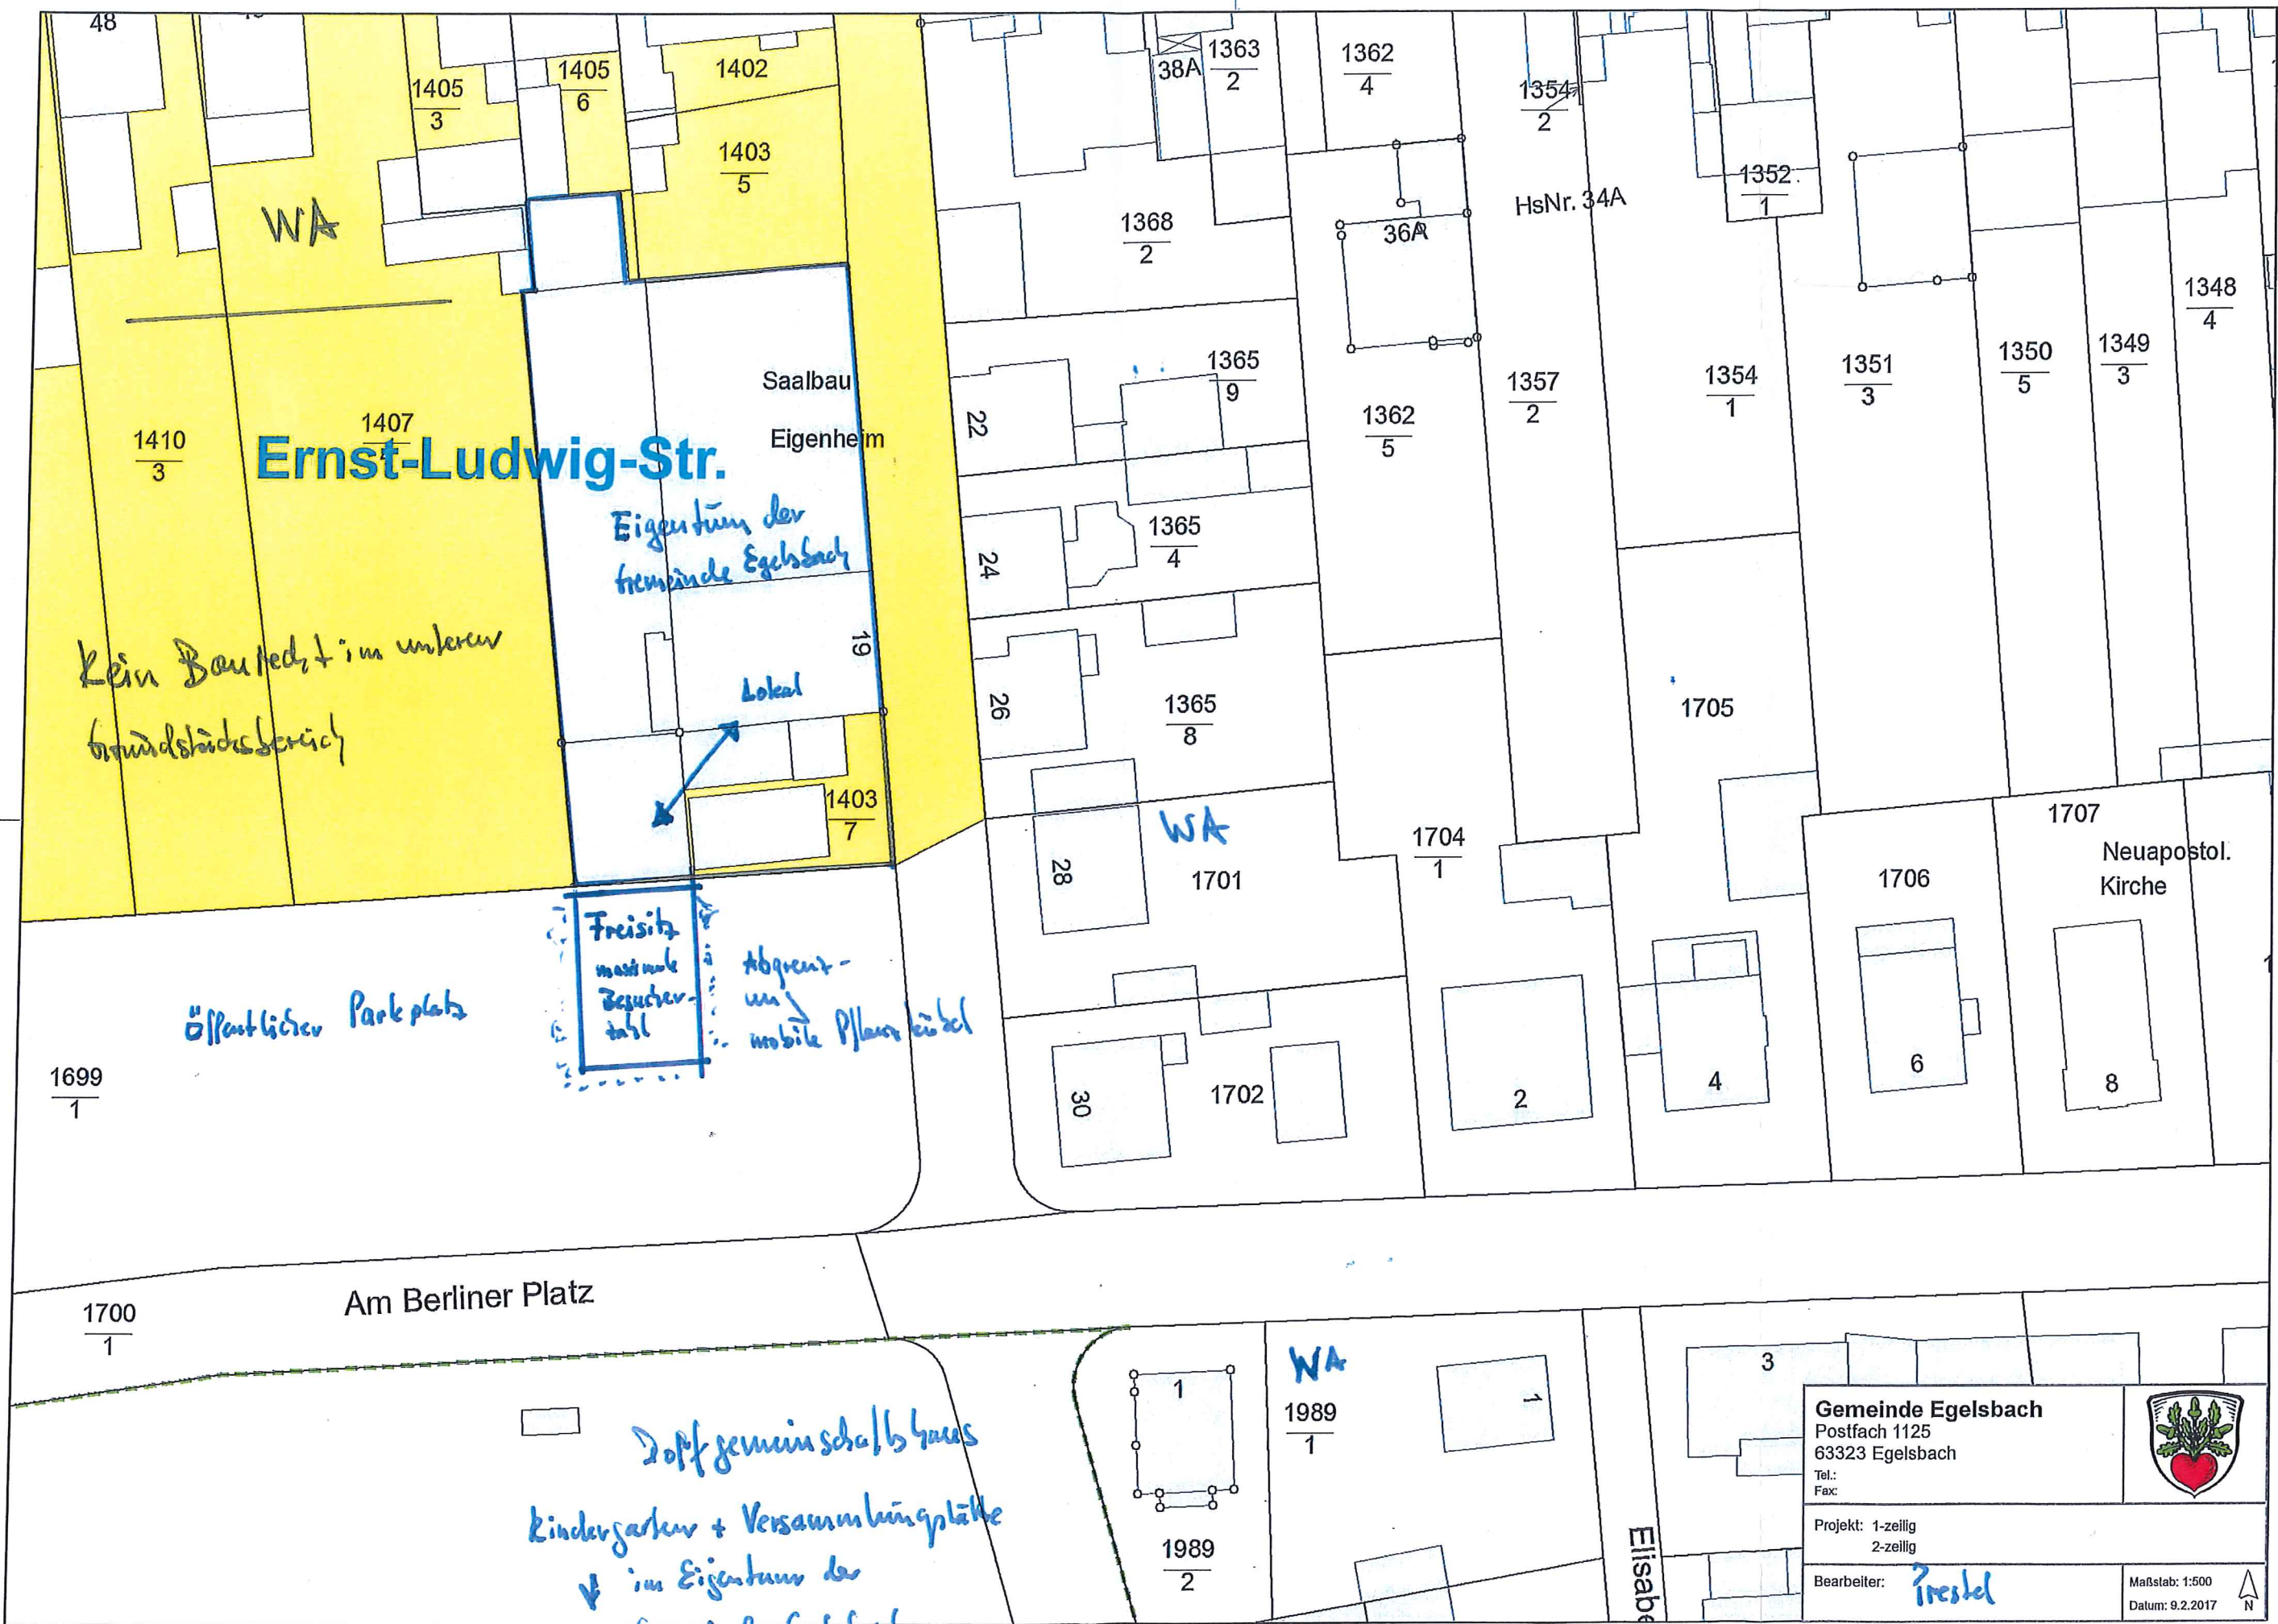 48
1405
3
1405
6
1402
1403
5
38A
1363
2
1362
4
1354
2
1352
1
HsNr. 34A
36A
1368
2
WA
1348
4
1349
3
1350
5
1351
3
1354
1
1357
2
1365
9
1362
5
22
Saalbau
Eigenheim
1410
3
1407
Ernst-Ludwig-Str.
Eigentum der
Gemeinde Egelsbach
24
1365
4
19
Kein Baurecht im unteren
Grundstücksbereich
Lokal
26
1365
8
1705
1403
7
WA
28
1701
1704
1
1706
1707
Neuapostol.
Kirche
Freisitz
maximale
Besucher-
zahl
Abgrenz-
ung
mobile Pflanzkübel
öffentlicher Parkplatz
1699
1
30
1702
2
4
6
8
1
Am Berliner Platz
1700
1
1
WA
1989
1
1
3
1989
2
Dorfgemeinschaftshaus
Kindergarten + Versammlungstätte
im Eigentum der
Elisabe
Gemeinde Egelsbach
Postfach 1125
63323 Egelsbach
Tel.:
Fax:
Projekt: 1-zeilig
2-zeilig
Bearbeiter: Prestel
Maßstab: 1:500
Datum: 9.2.2017
N